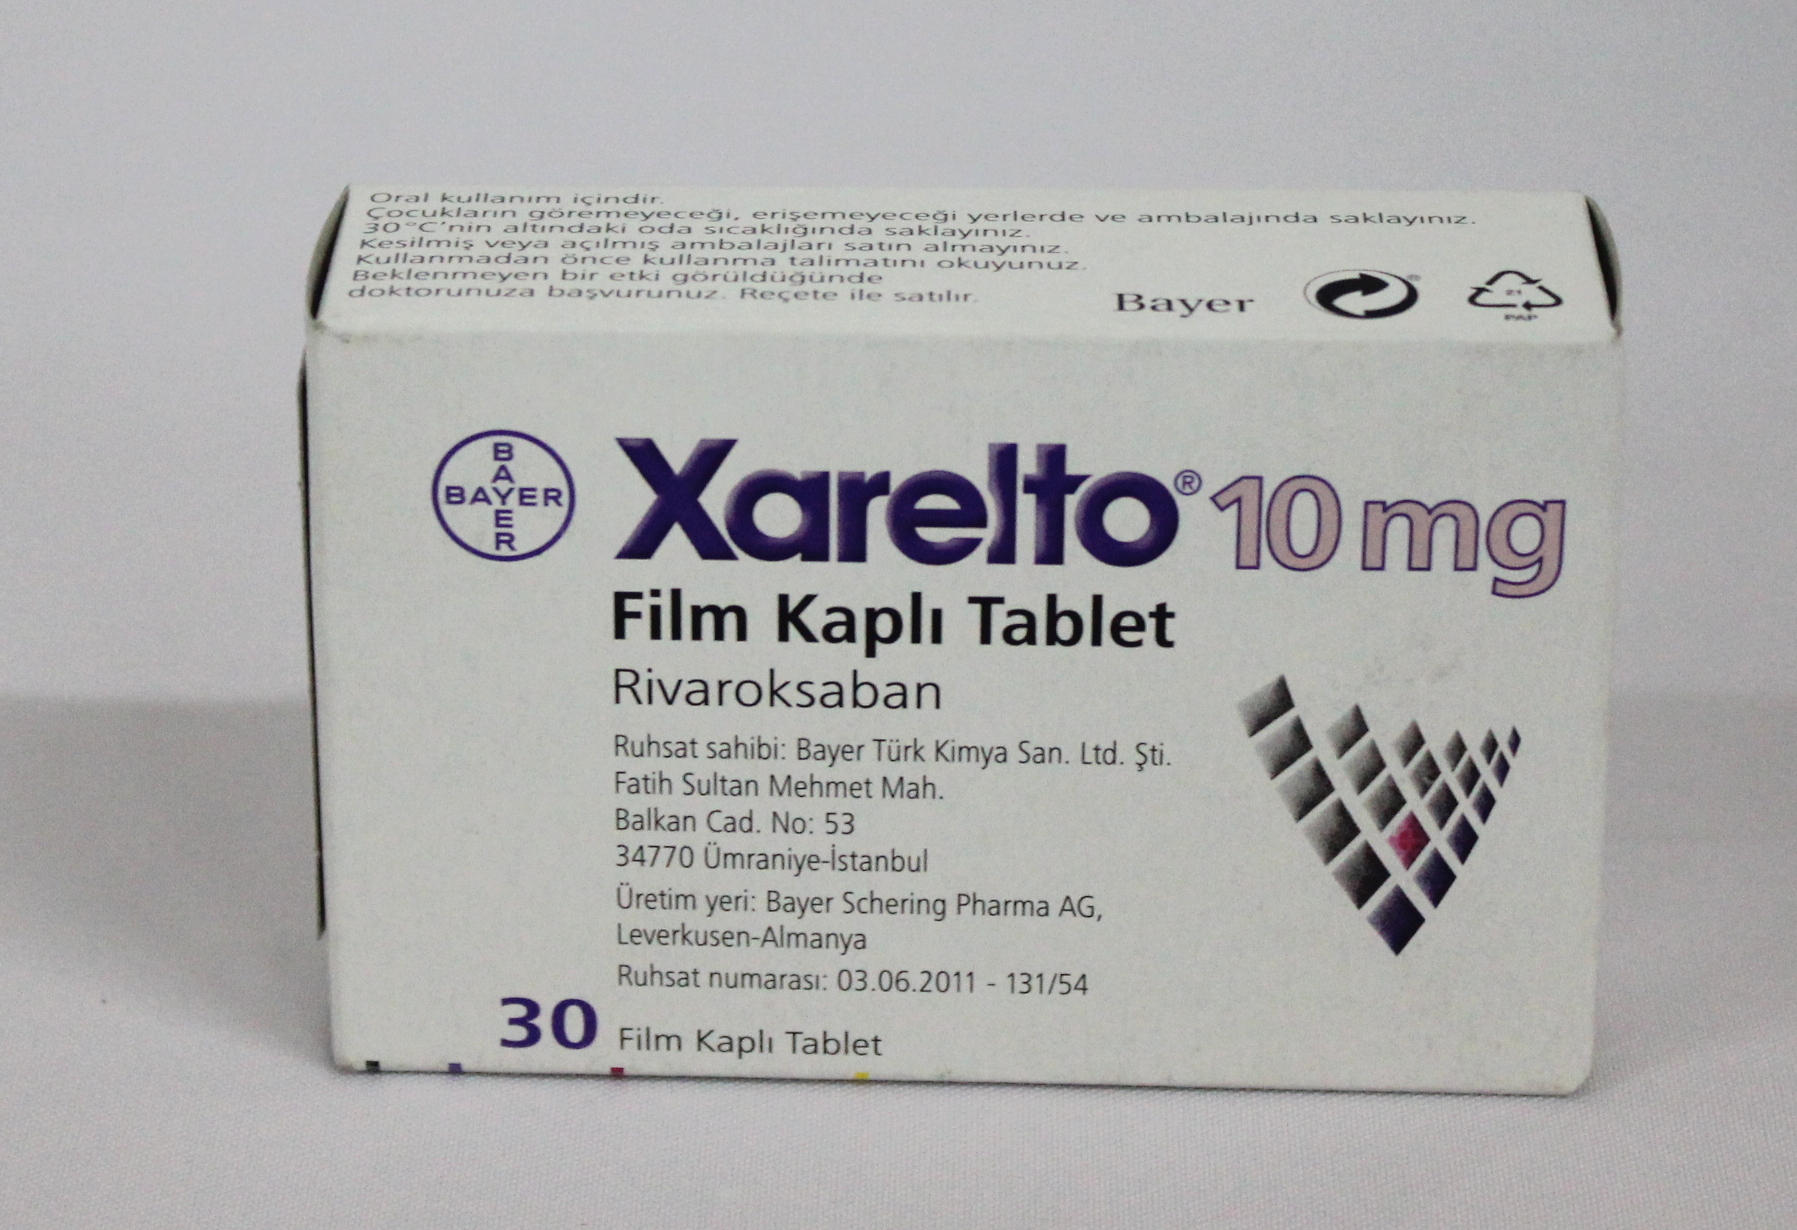 Oral kullanım içindir.
Çocukların göremeyeceği, erişemeyeceği yerlerde ve ambalajında saklayınız.
30°C'nin altındaki oda sıcaklığında saklayınız.
Kesilmiş veya açılmış ambalajları satın almayınız.
Kullanmadan önce kullanma talimatını okuyunuz.
Beklenmeyen bir etki görüldüğünde
doktorunuza başvurunuz. Reçete ile satılır.
Bayer
21
PAP
BAYER
BAYER
Xarelto® 10 mg
Film Kaplı Tablet
Rivaroksaban
Ruhsat sahibi: Bayer Türk Kimya San. Ltd. Şti.
Fatih Sultan Mehmet Mah.
Balkan Cad. No: 53
34770 Ümraniye-İstanbul
Üretim yeri: Bayer Schering Pharma AG,
Leverkusen-Almanya
Ruhsat numarası: 03.06.2011 - 131/54
30 Film Kaplı Tablet